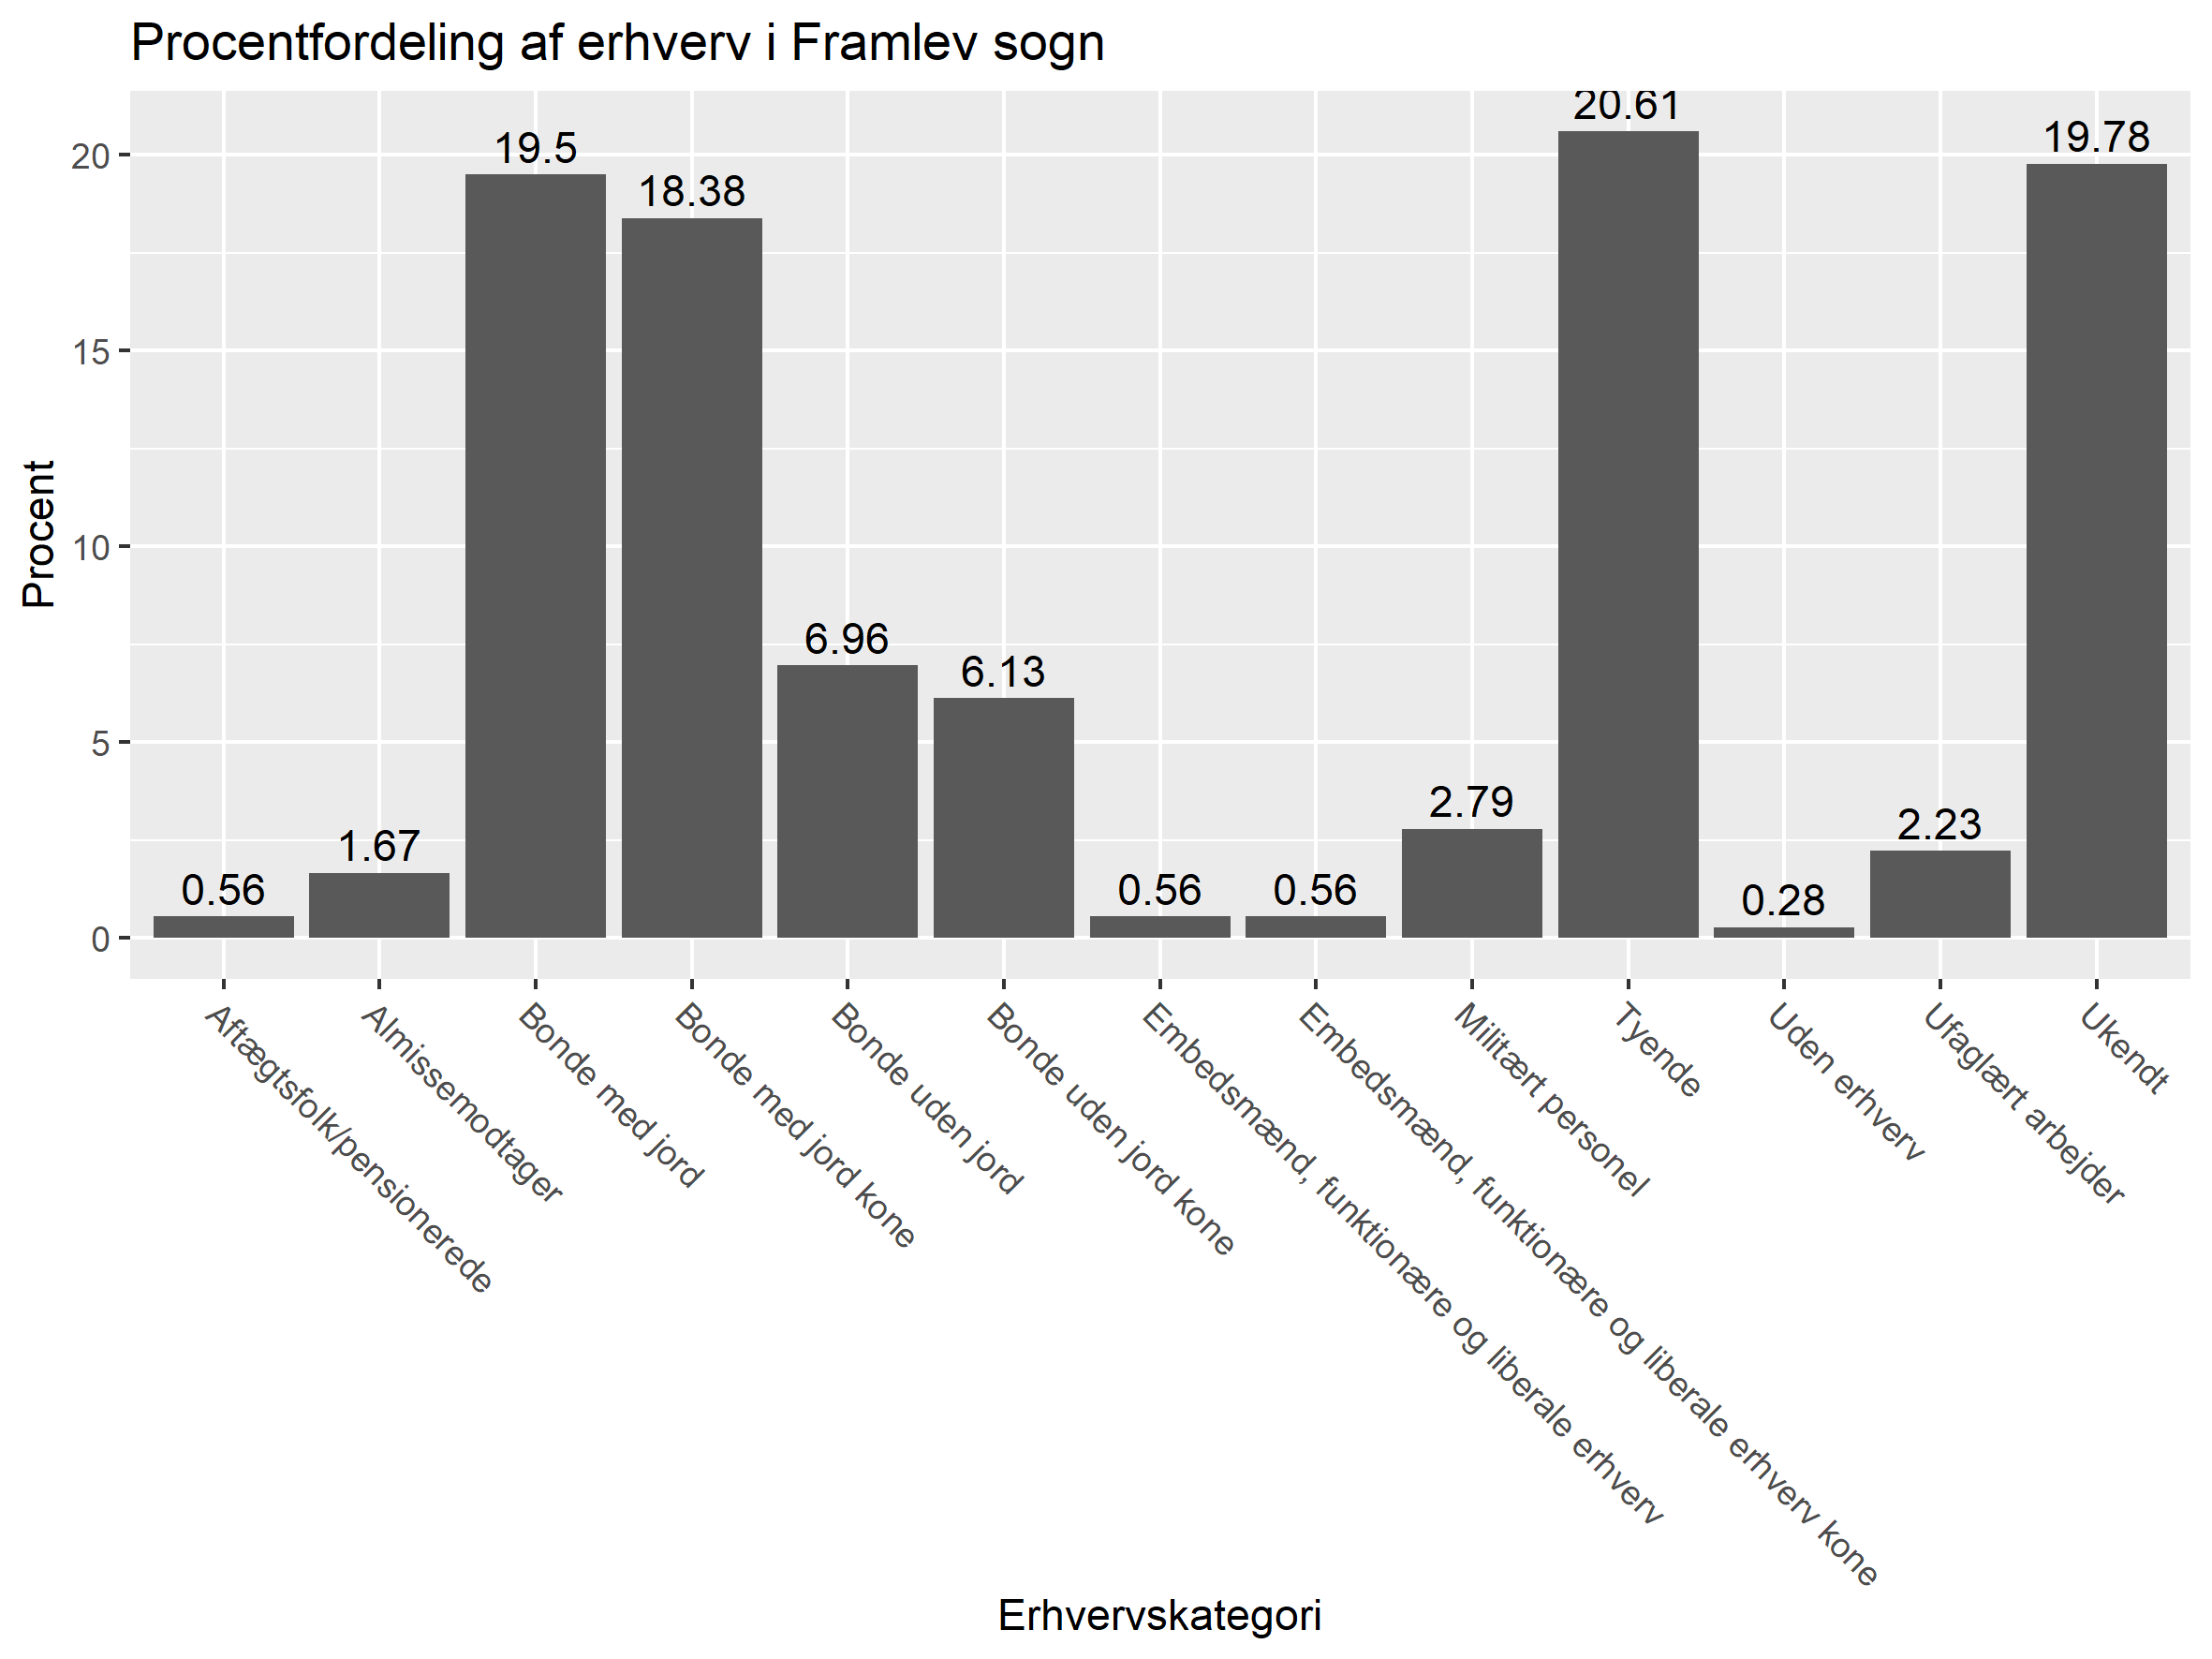 Procentfordeling af erhverv i Framlev sogn
Procent
20
15
10
5
0
0.56
1.67
19.5
18.38
6.96
6.13
0.56
0.56
2.79
20.61
0.28
2.23
19.78
Aftægtsfolk/pensionerede
Almissemodtager
Bonde med jord
Bonde med jord kone
Bonde uden jord
Bonde uden jord kone
Embedsmænd, funktionære og liberale erhverv
Embedsmænd, funktionære og liberale erhverv kone
Militært personel
Tyende
Uden erhverv
Ufaglært arbejder
Ukendt
Erhvervskategori